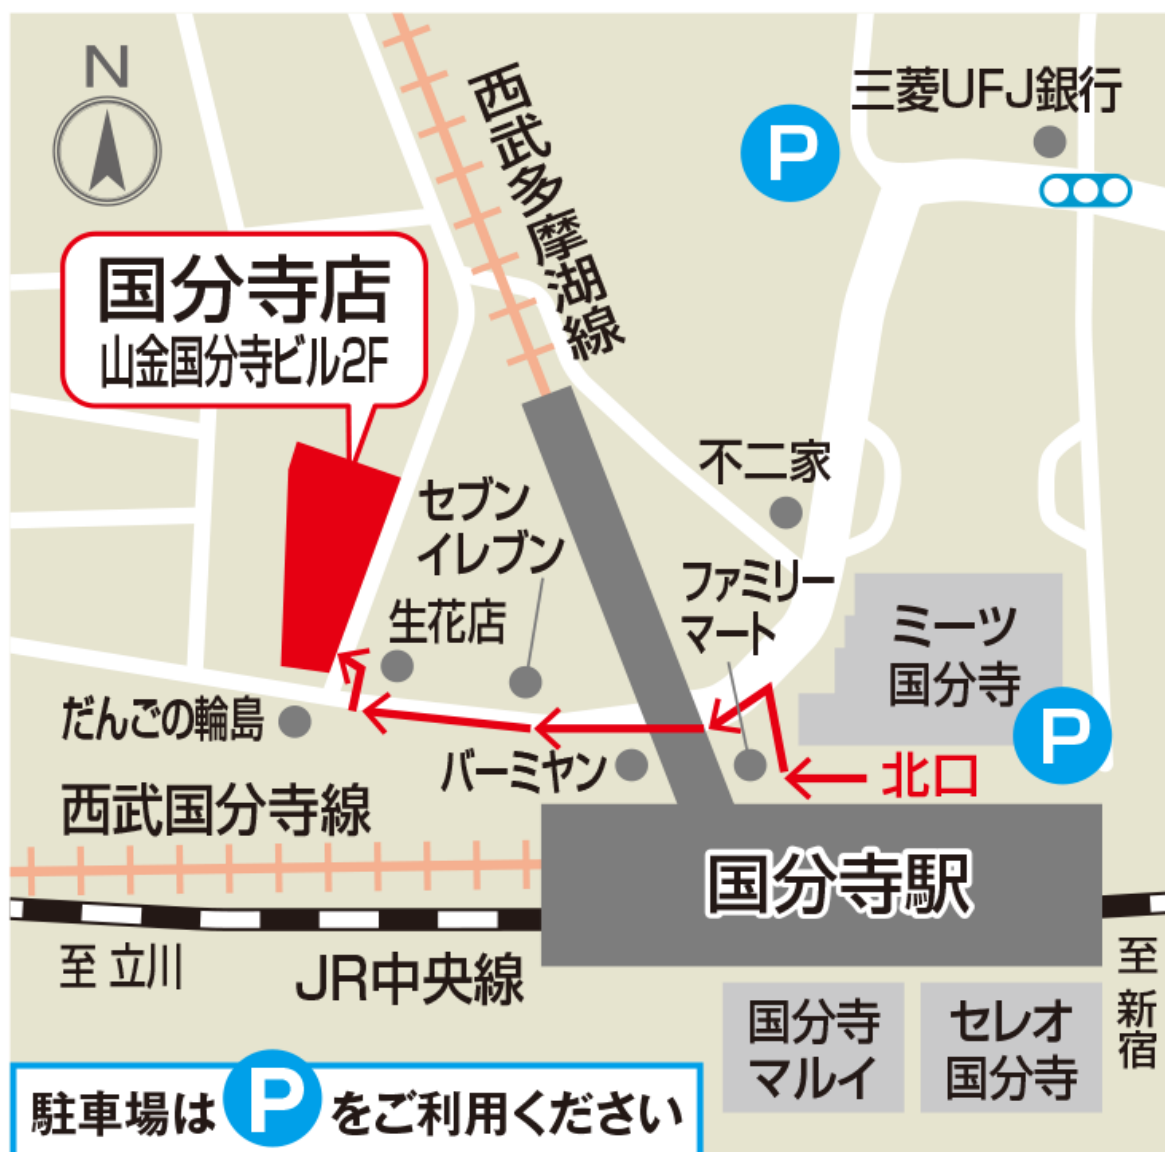 N
三菱UFJ銀行
P
西武多摩湖線
国分寺店
山金国分寺ビル2F
不二家
セブン
イレブン
ファミリー
マート
生花店
ミーツ
国分寺
だんごの輪島
P
バーミヤン
北口
西武国分寺線
国分寺駅
至 立川
JR中央線
至 新宿
国分寺
マルイ
セレオ
国分寺
駐車場は P をご利用ください